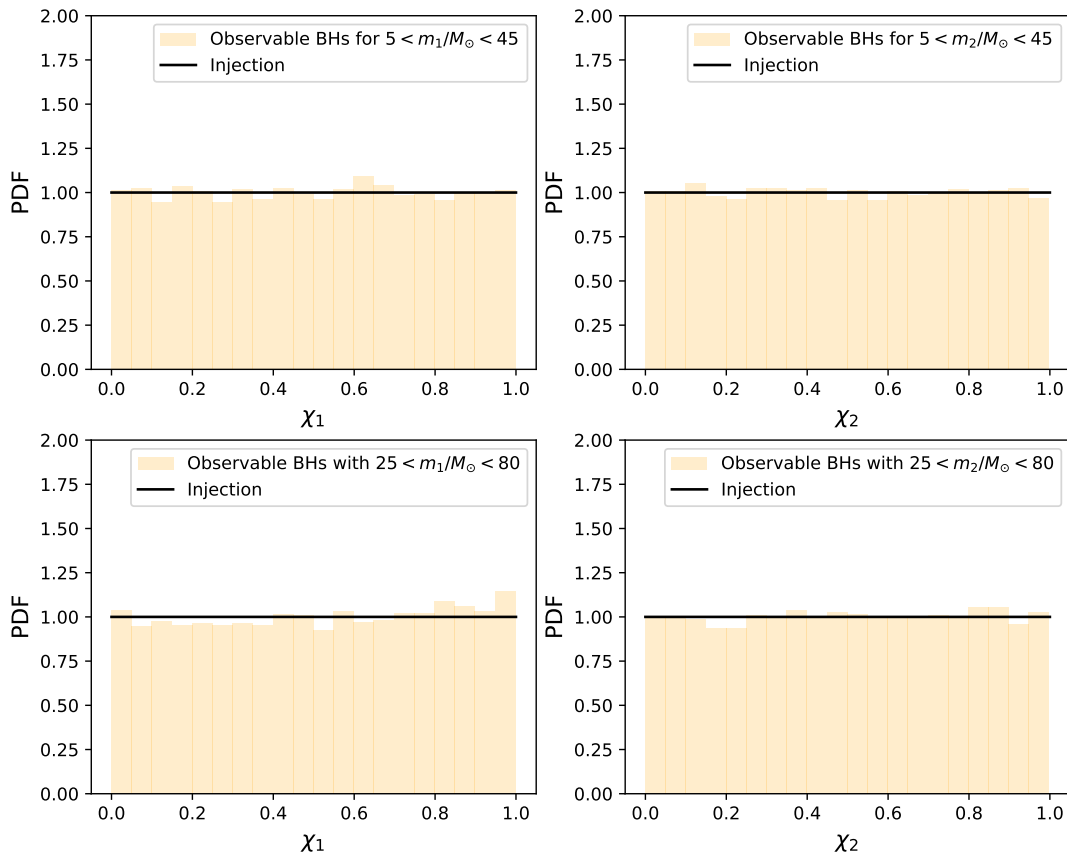 2.00
1.75
1.50
1.25
1.00
0.75
0.50
0.25
0.00
PDF
Observable BHs for 5 < m₁/M⊙ < 45
Injection
0.0 0.2 0.4 0.6 0.8 1.0
χ₁
2.00
1.75
1.50
1.25
1.00
0.75
0.50
0.25
0.00
PDF
Observable BHs for 5 < m₂/M⊙ < 45
Injection
0.0 0.2 0.4 0.6 0.8 1.0
χ₂
2.00
1.75
1.50
1.25
1.00
0.75
0.50
0.25
0.00
PDF
Observable BHs with 25 < m₁/M⊙ < 80
Injection
0.0 0.2 0.4 0.6 0.8 1.0
χ₁
2.00
1.75
1.50
1.25
1.00
0.75
0.50
0.25
0.00
PDF
Observable BHs with 25 < m₂/M⊙ < 80
Injection
0.0 0.2 0.4 0.6 0.8 1.0
χ₂